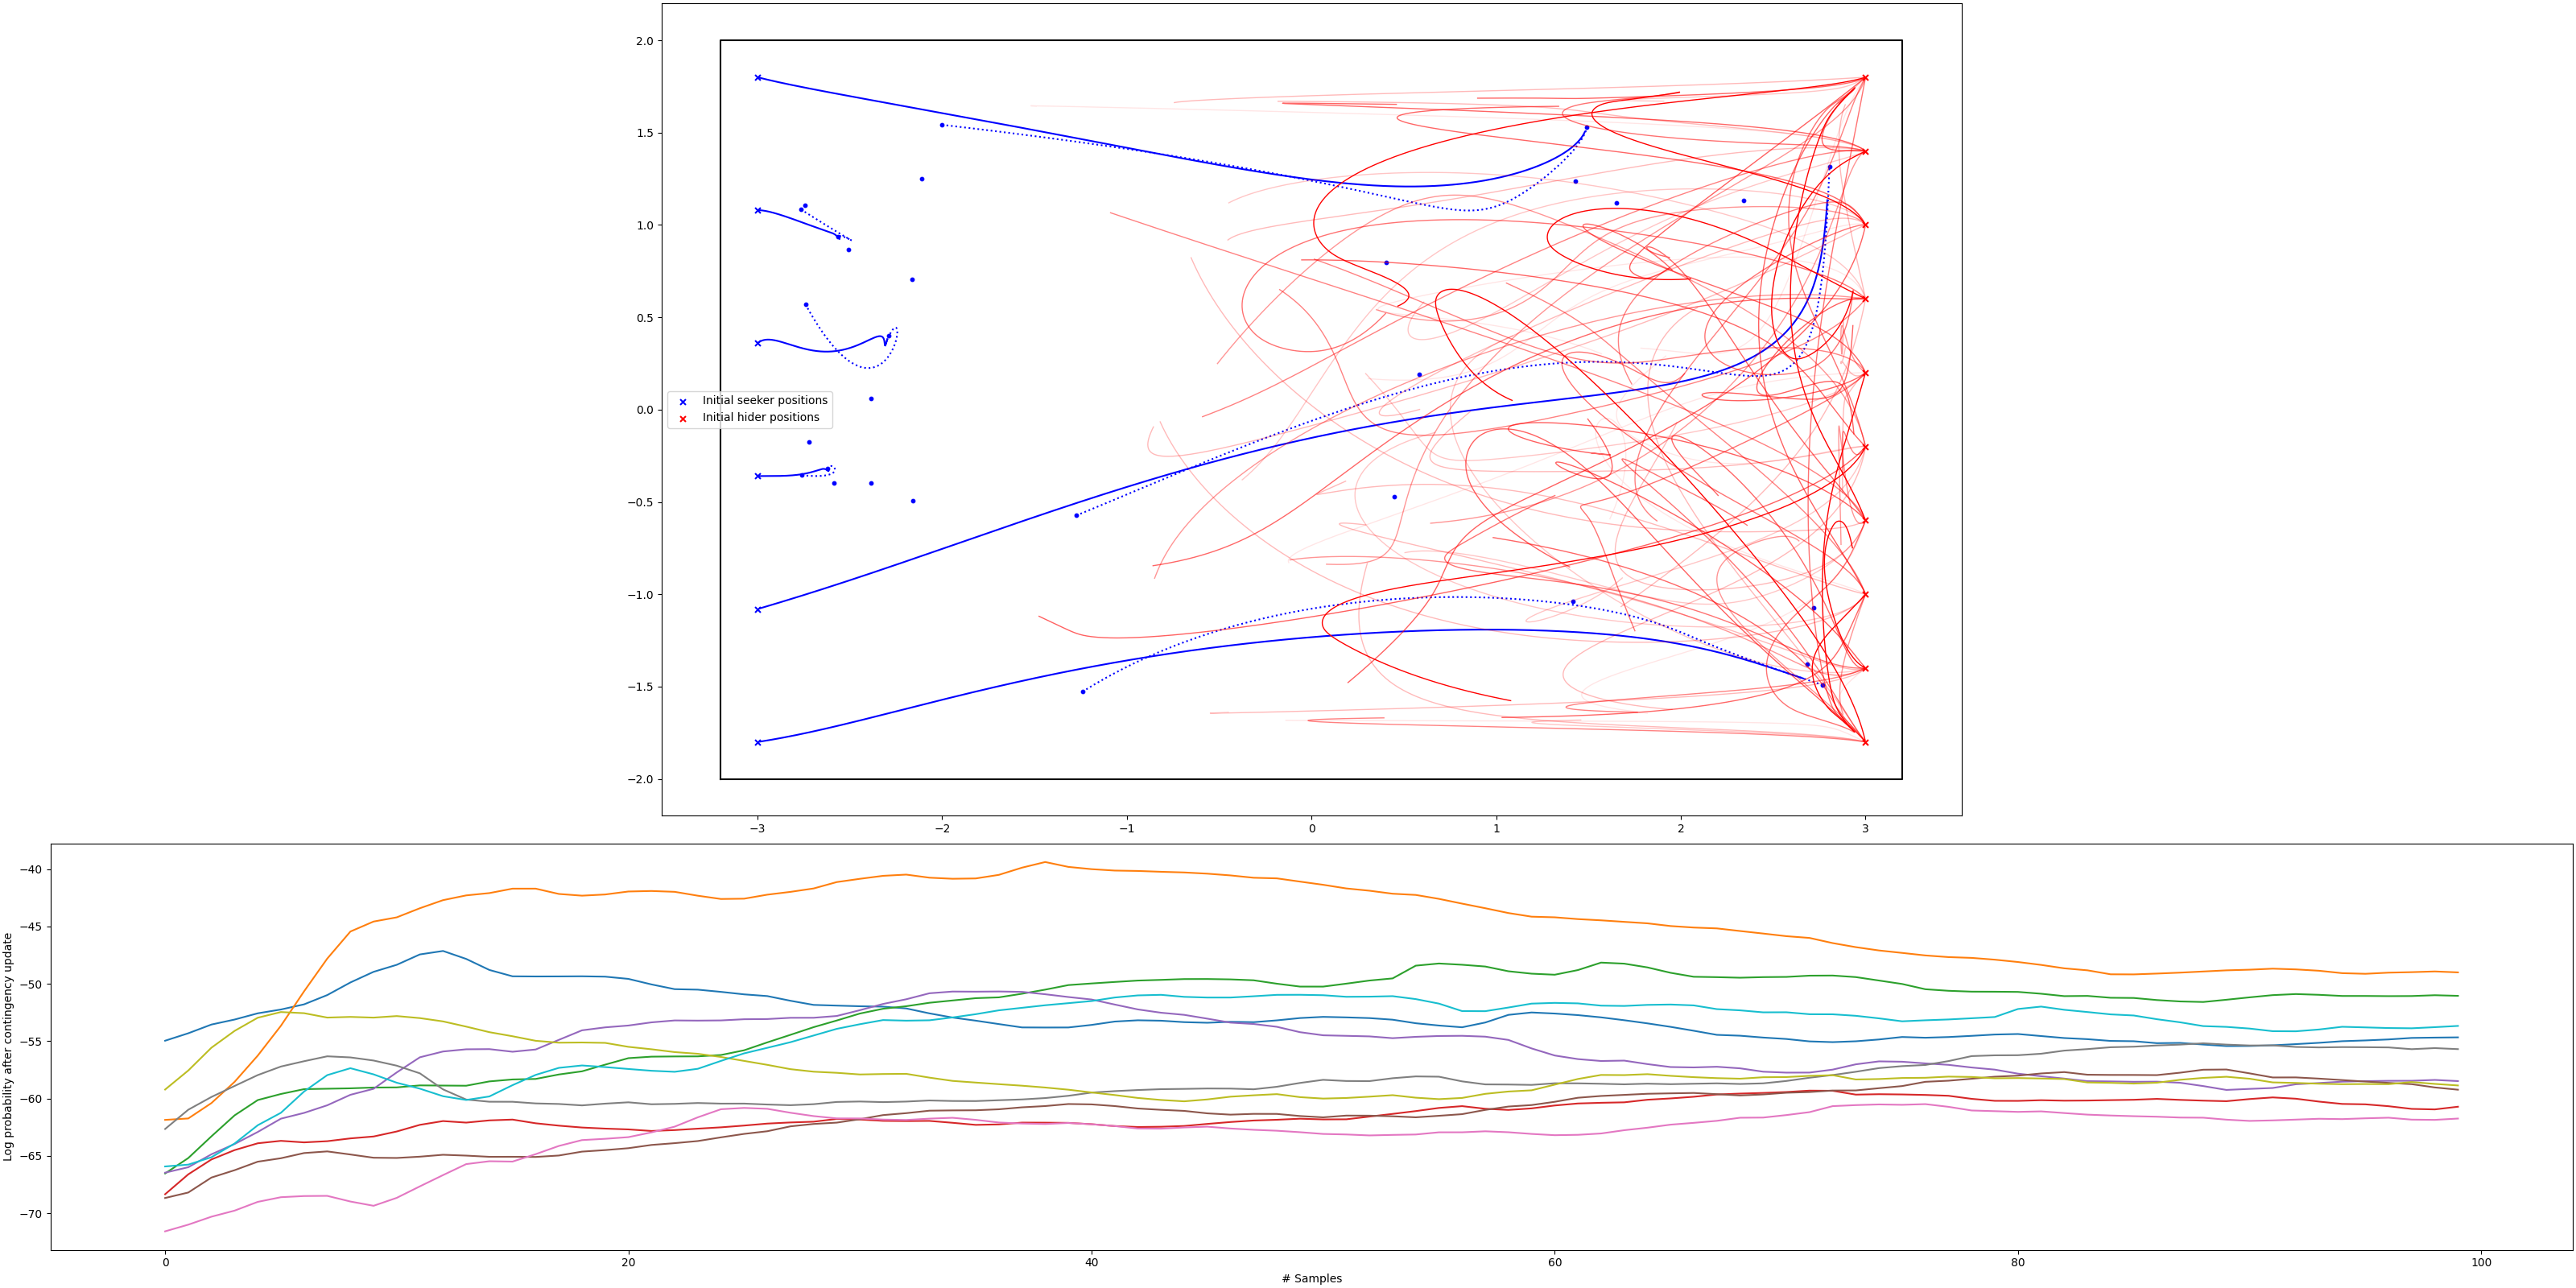 2.0
1.5
1.0
0.5
0.0
−0.5
−1.0
−1.5
−2.0
Initial seeker positions
Initial hider positions
−3 −2 −1 0 1 2 3
−40
−45
−50
−55
−60
−65
−70
Log probability after contingency update
0 20 40 60 80 100
# Samples